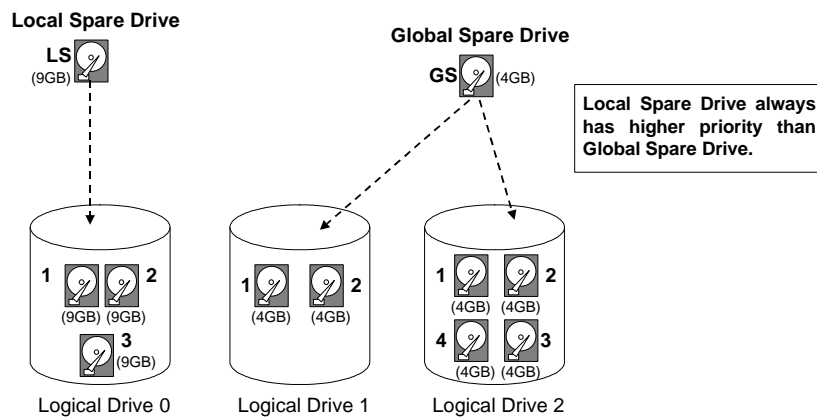 Local Spare Drive
LS
(9GB)
Global Spare Drive
GS
(4GB)
Local Spare Drive always
has higher priority than
Global Spare Drive.
1
2
(9GB) (9GB)
3
(9GB)
Logical Drive 0
1
2
(4GB)
(4GB)
Logical Drive 1
1
2
(4GB)
(4GB)
4
3
(4GB)
(4GB)
Logical Drive 2